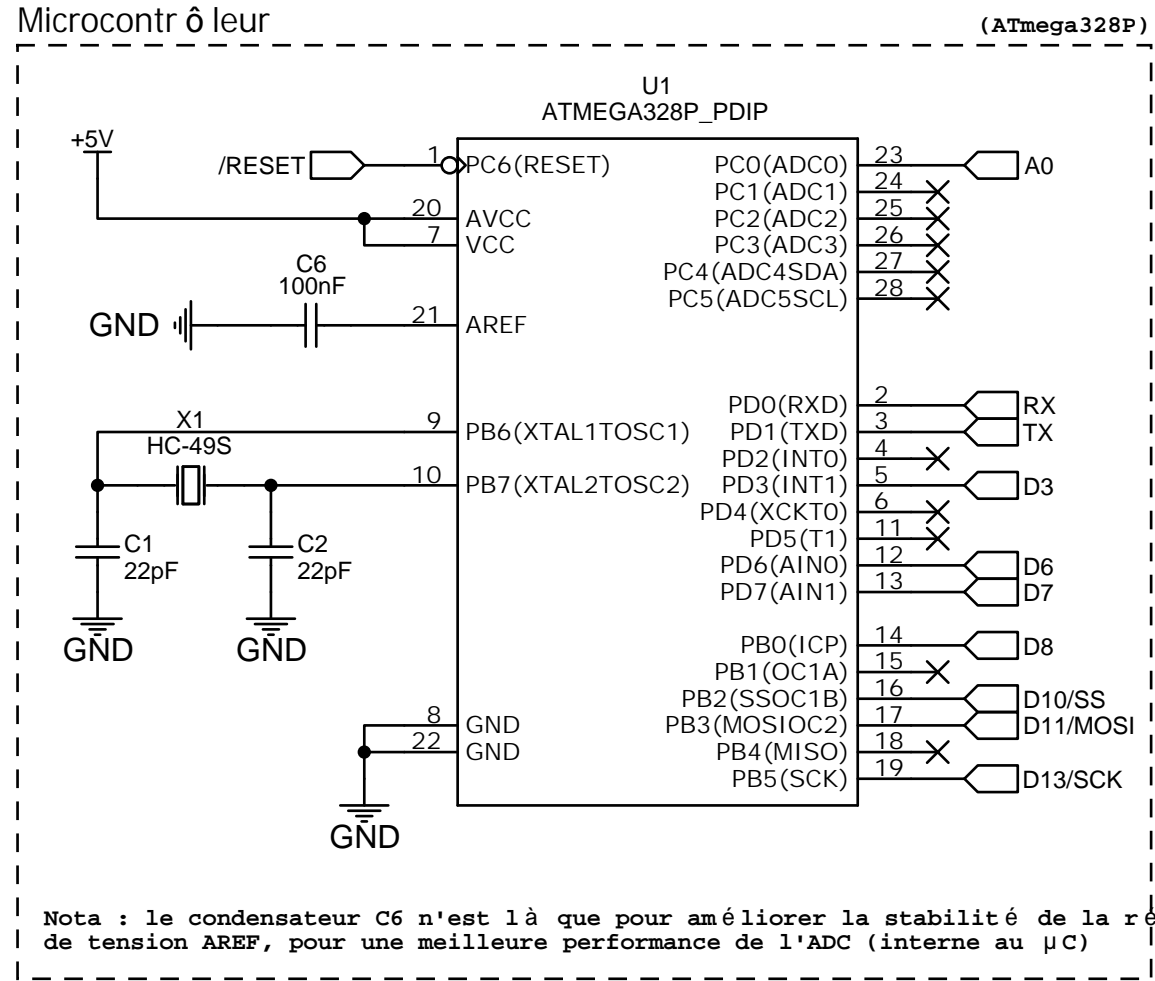 Microcontrôleur
(ATmega328P)
U1
ATMEGA328P_PDIP
+5V
/RESET
1
PC6(RESET)
20
AVCC
7
VCC
C6
100nF
GND
21
AREF
X1
HC-49S
9
PB6(XTAL1TOSC1)
10
PB7(XTAL2TOSC2)
C1
22pF
C2
22pF
GND
GND
8
GND
22
GND
GND
PC0(ADC0)
23
A0
PC1(ADC1)
24
PC2(ADC2)
25
PC3(ADC3)
26
PC4(ADC4SDA)
27
PC5(ADC5SCL)
28
PD0(RXD)
2
RX
PD1(TXD)
3
TX
PD2(INT0)
4
PD3(INT1)
5
D3
PD4(XCKT0)
6
PD5(T1)
11
PD6(AIN0)
12
D6
PD7(AIN1)
13
D7
PB0(ICP)
14
D8
PB1(OC1A)
15
PB2(SSOC1B)
16
D10/SS
PB3(MOSIOC2)
17
D11/MOSI
PB4(MISO)
18
PB5(SCK)
19
D13/SCK
Nota : le condensateur C6 n'est là que pour améliorer la stabilité de la ré
de tension AREF, pour une meilleure performance de l'ADC (interne au µC)